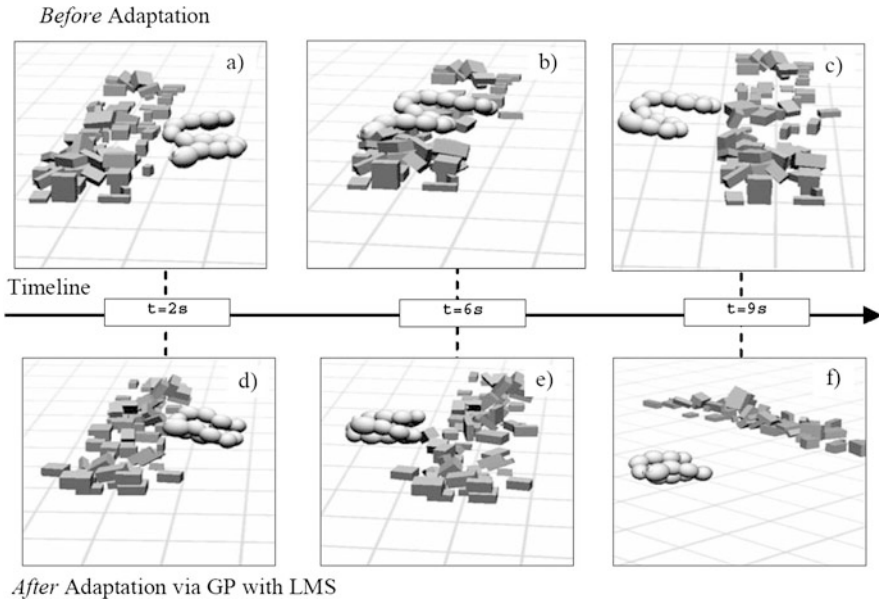 Before Adaptation
a)
b)
c)
Timeline
t=2s
t=6s
t=9s
d)
e)
f)
After Adaptation via GP with LMS